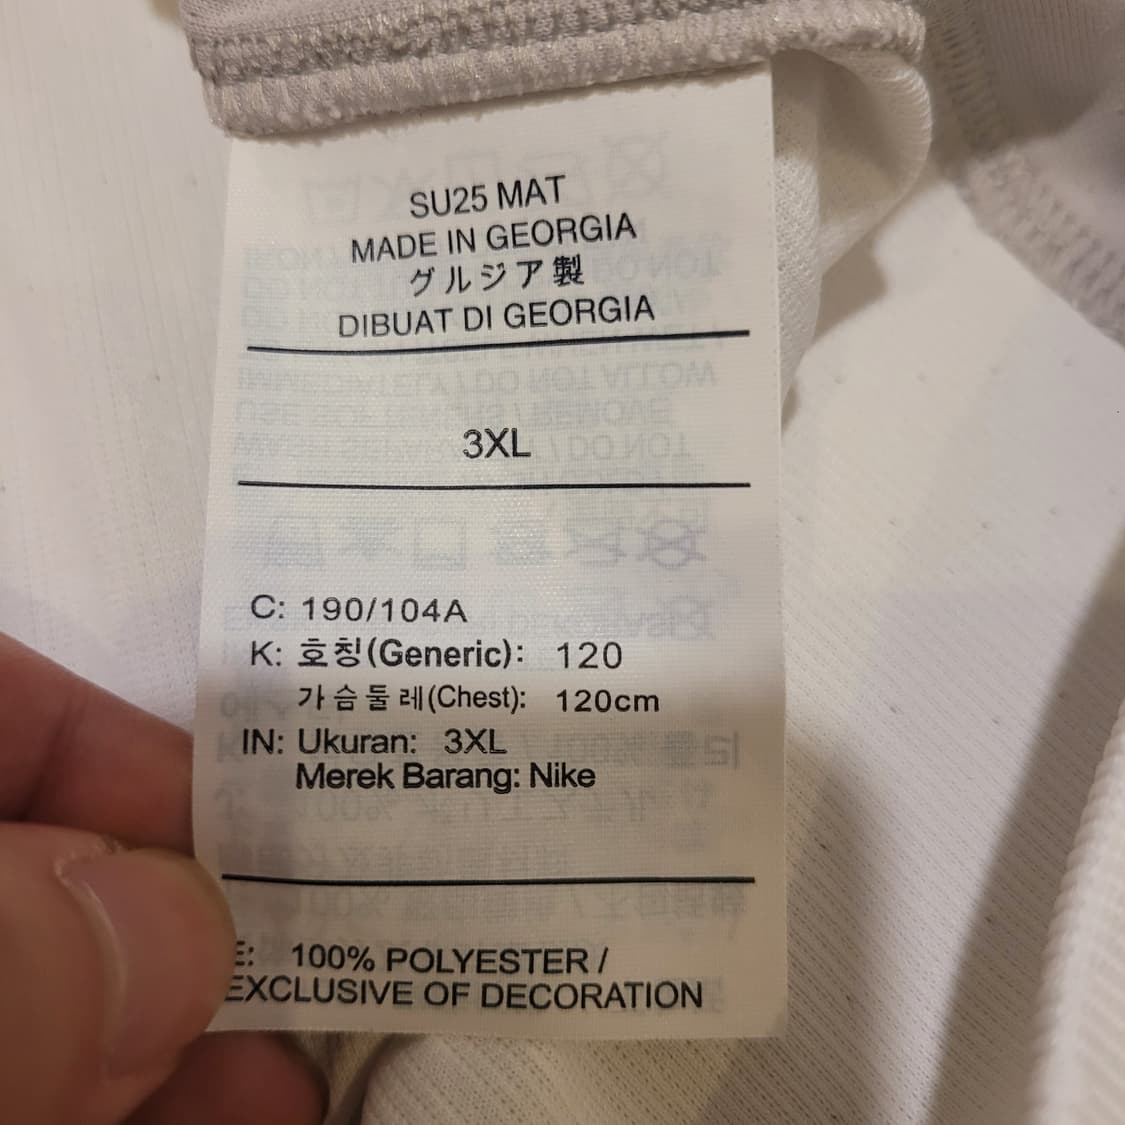 SU25 MAT
MADE IN GEORGIA
グルジア製
DIBUAT DI GEORGIA
3XL
C: 190/104A
K: 호칭(Generic): 120
가슴둘레(Chest): 120cm
IN: Ukuran: 3XL
Merek Barang: Nike
E: 100% POLYESTER /
EXCLUSIVE OF DECORATION